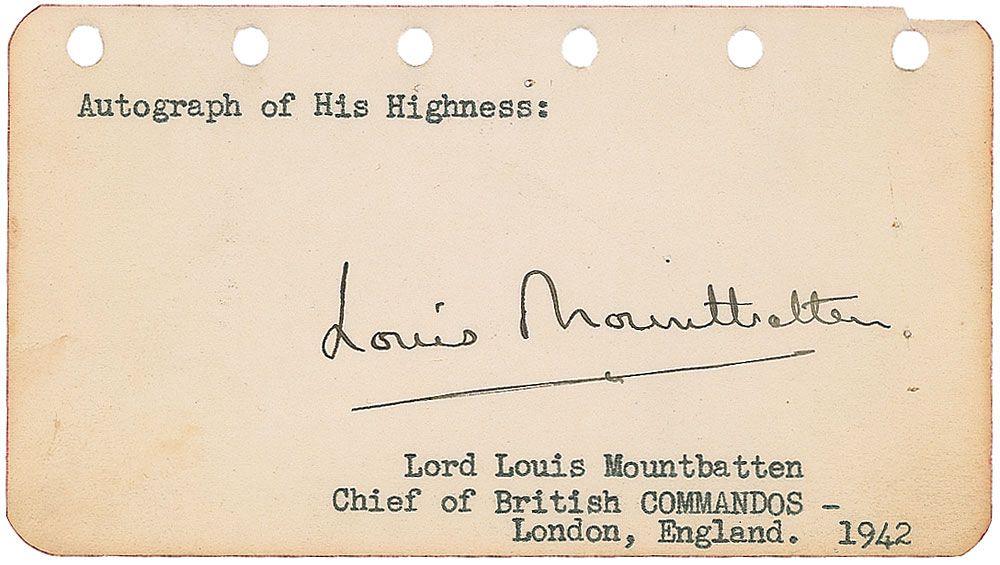 Autograph of His Highness:
Louis Mountbatten.
Lord Louis Mountbatten
Chief of British COMMANDOS -
London, England. 1942